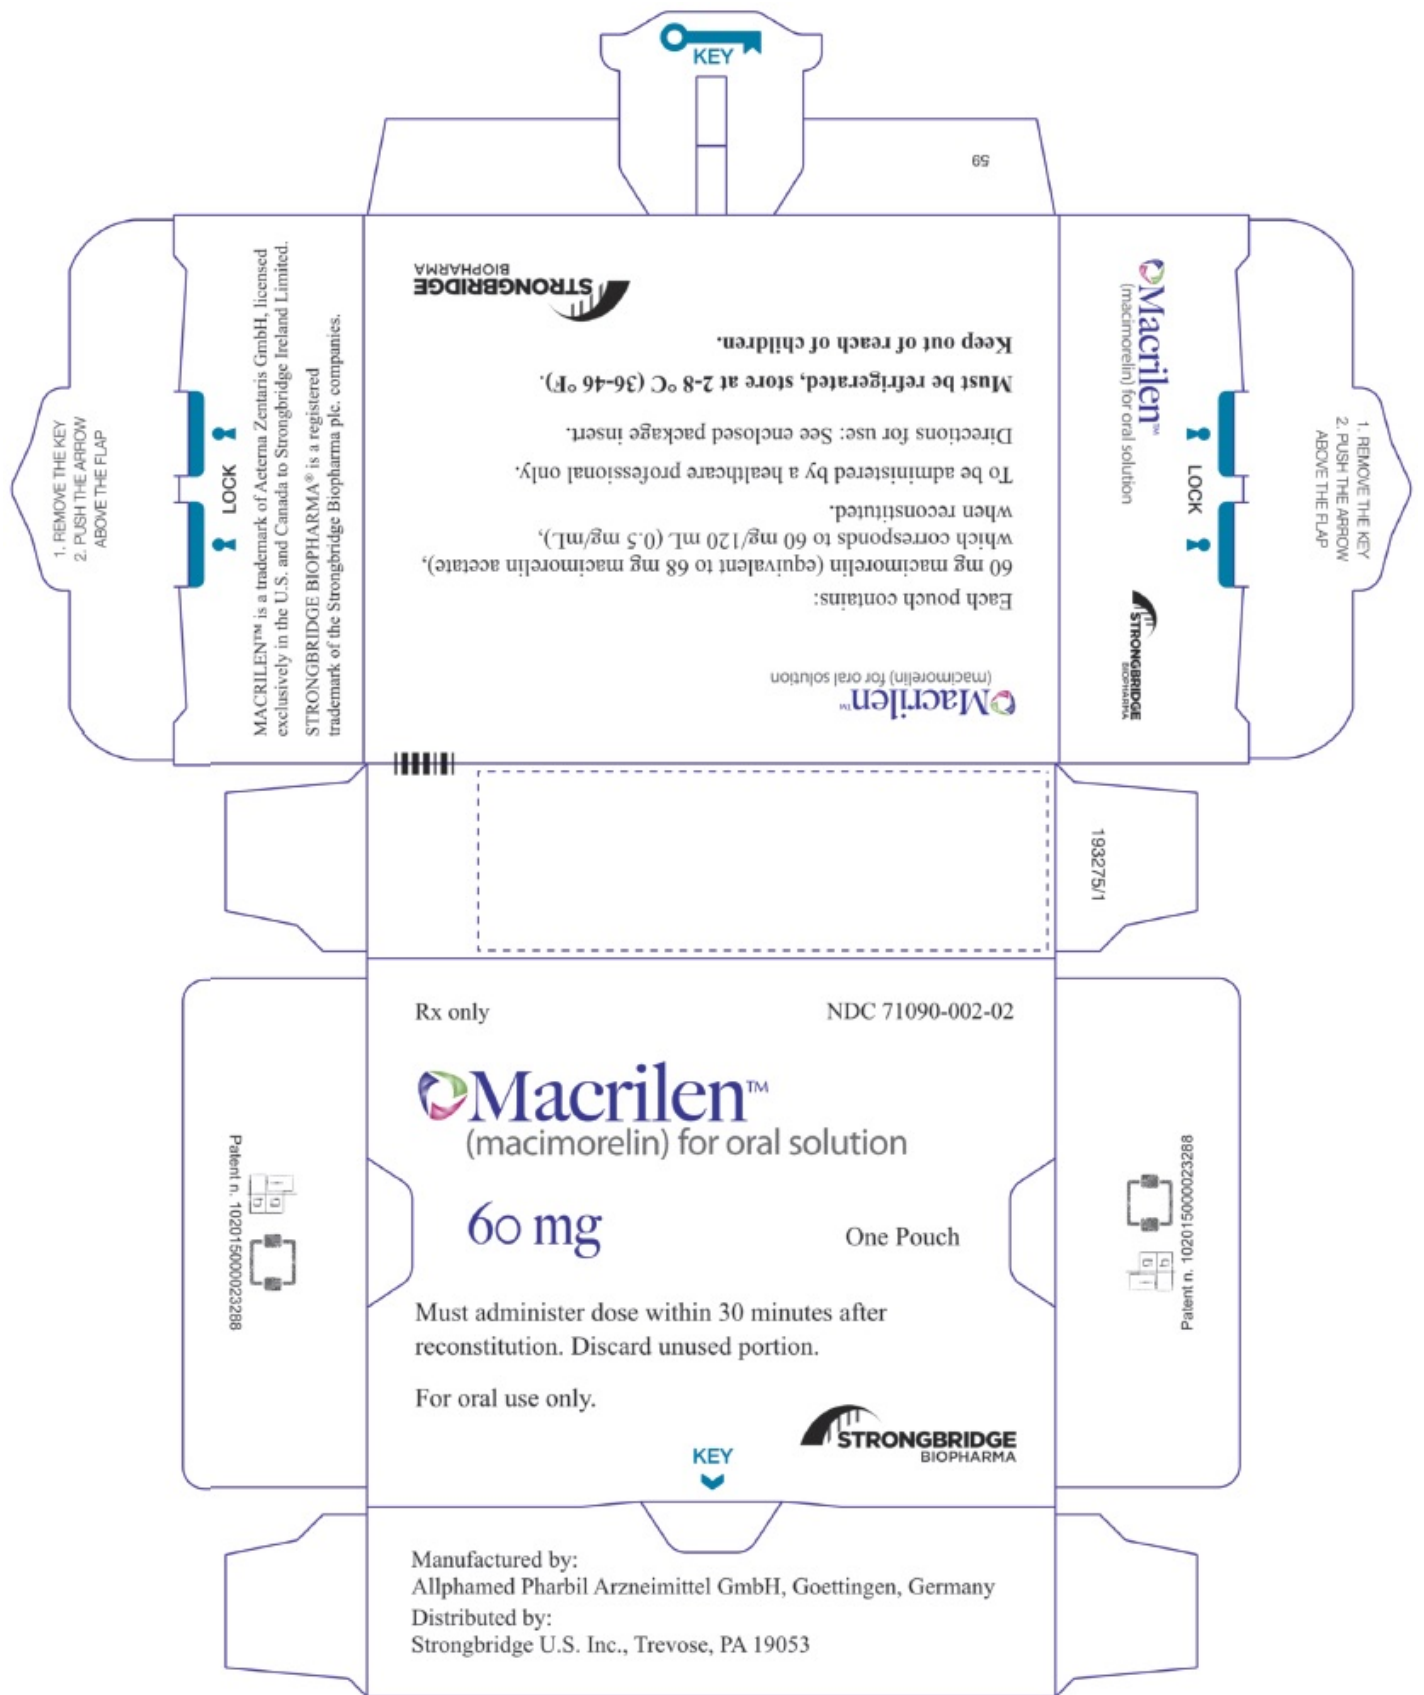 KEY
59
1. REMOVE THE KEY
2. PUSH THE ARROW
ABOVE THE FLAP
LOCK
MACRILEN™ is a trademark of Aeterna Zentaris GmbH, licensed
exclusively in the U.S. and Canada to Strongbridge Ireland Limited.
STRONGBRIDGE BIOPHARMA® is a registered
trademark of the Strongbridge Biopharma plc. companies.
Macrilen™
(macimorelin) for oral solution
Each pouch contains:
60 mg macimorelin (equivalent to 68 mg macimorelin acetate),
which corresponds to 60 mg/120 mL (0.5 mg/mL),
when reconstituted.
To be administered by a healthcare professional only.
Directions for use: See enclosed package insert.
Must be refrigerated, store at 2-8 °C (36-46 °F).
Keep out of reach of children.
STRONGBRIDGE
BIOPHARMA
Macrilen™
(macimorelin) for oral solution
STRONGBRIDGE
BIOPHARMA
LOCK
1. REMOVE THE KEY
2. PUSH THE ARROW
ABOVE THE FLAP
193275/1
Rx only NDC 71090-002-02
Macrilen™
(macimorelin) for oral solution
60 mg One Pouch
Must administer dose within 30 minutes after
reconstitution. Discard unused portion.
For oral use only.
STRONGBRIDGE
BIOPHARMA
KEY
Patent n. 102015000023288
Patent n. 102015000023288
Manufactured by:
Allphamed Pharbil Arzneimittel GmbH, Goettingen, Germany
Distributed by:
Strongbridge U.S. Inc., Trevose, PA 19053